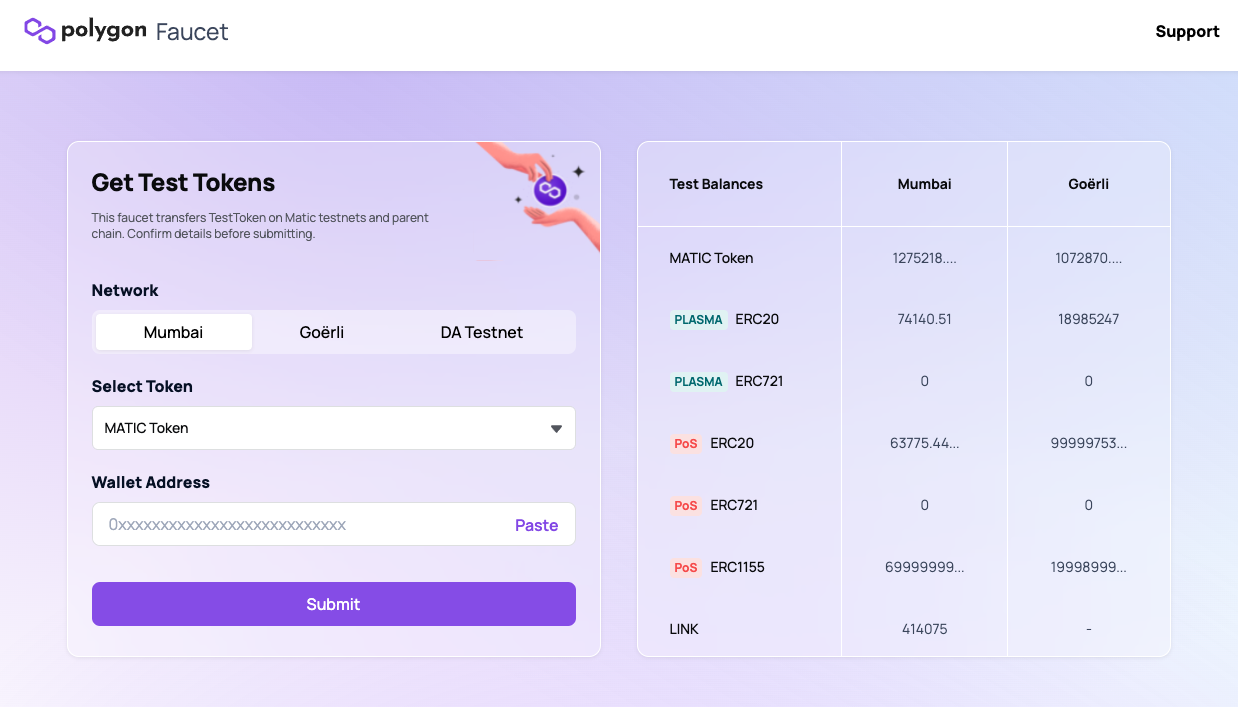 polygon Faucet
Support
Get Test Tokens
This faucet transfers TestToken on Matic testnets and parent
chain. Confirm details before submitting.
Network
Mumbai Goërli DA Testnet
Select Token
MATIC Token
Wallet Address
0xxxxxxxxxxxxxxxxxxxxxxxxxxx
Paste
Submit
Test Balances Mumbai Goërli
MATIC Token 1275218.... 1072870....
PLASMA ERC20 74140.51 18985247
PLASMA ERC721 0 0
PoS ERC20 63775.44... 99999753...
PoS ERC721 0 0
PoS ERC1155 69999999... 19998999...
LINK 414075 -